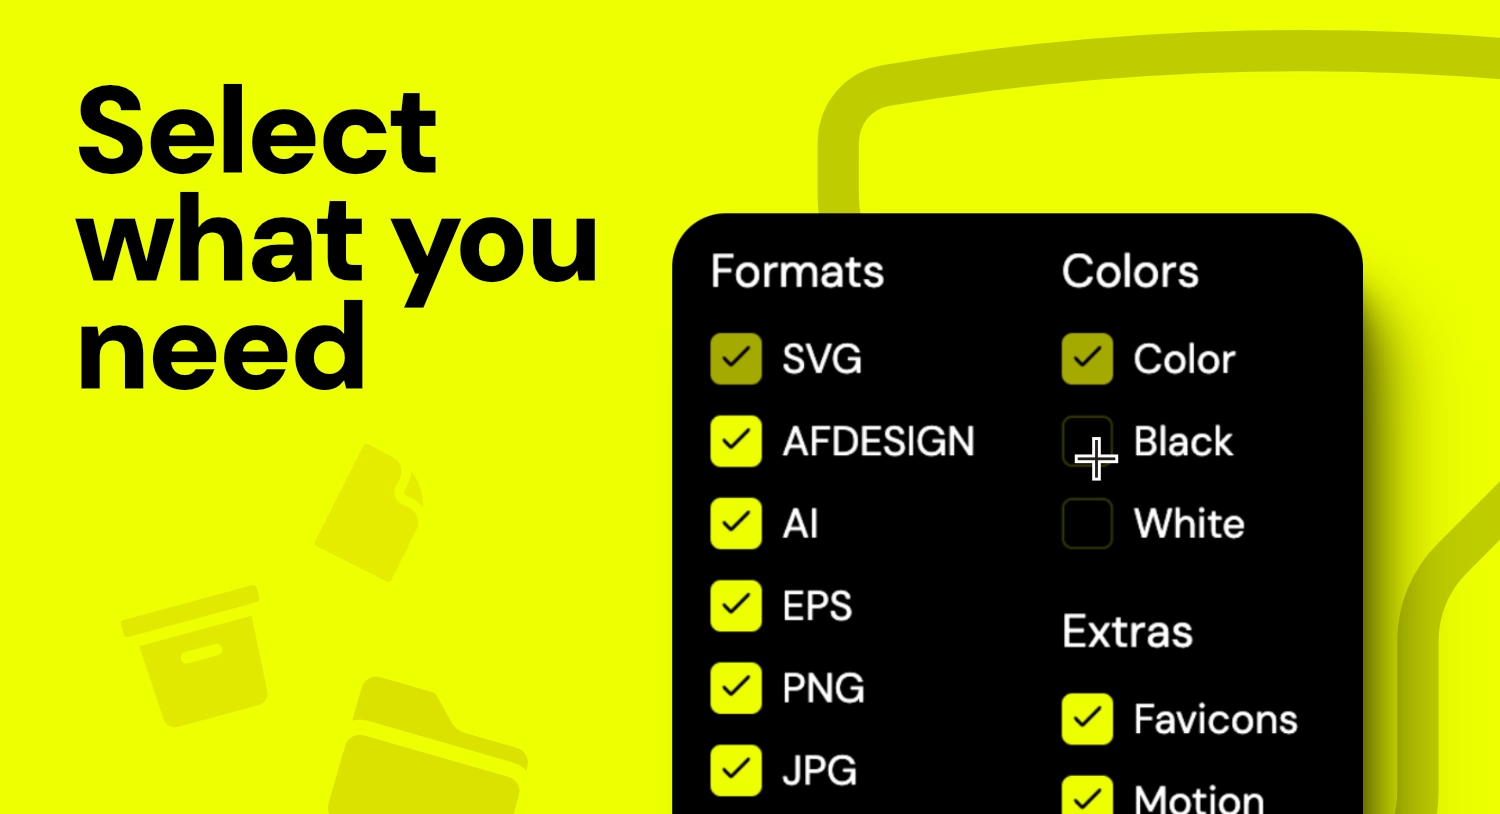 Select
what you
need
Formats
SVG
AFDESIGN
AI
EPS
PNG
JPG
Colors
Color
Black
White
Extras
Favicons
Motion